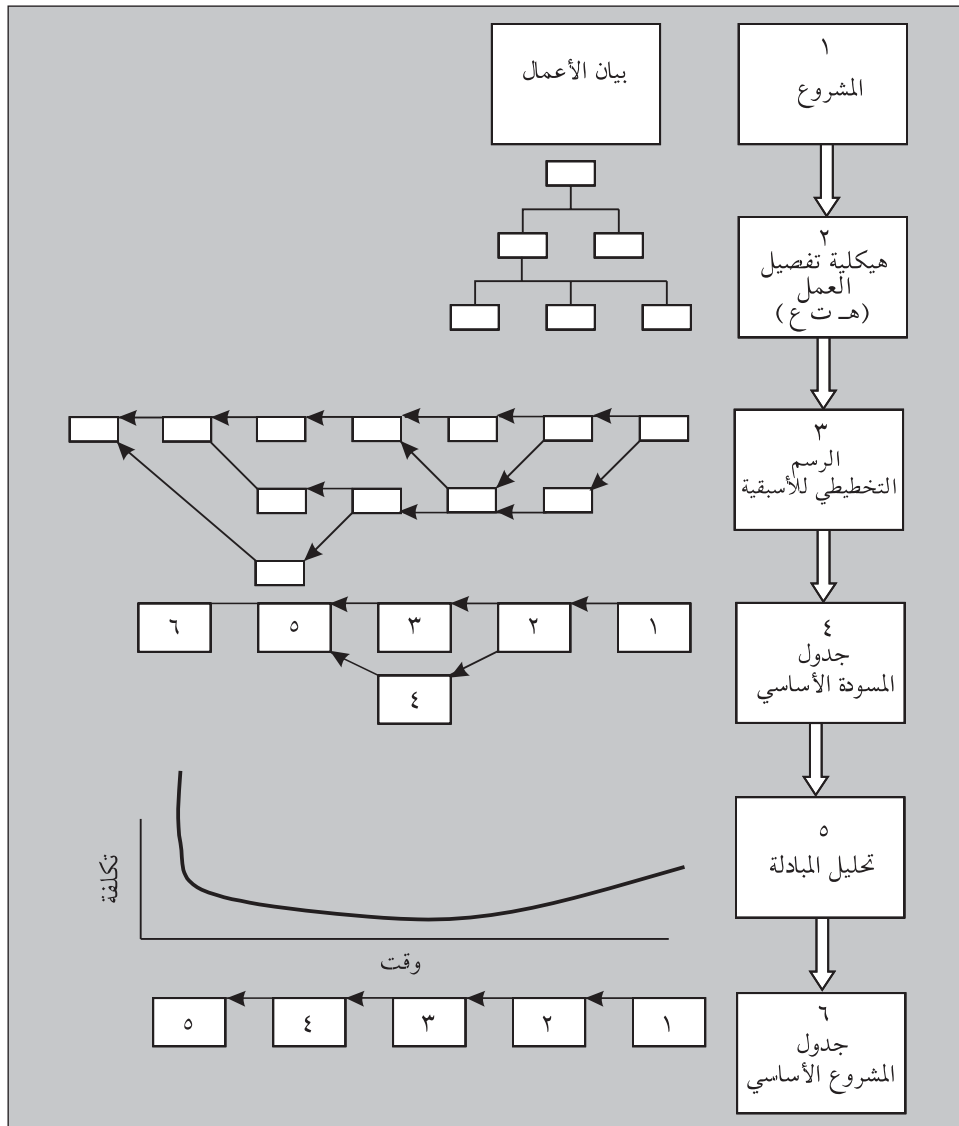 ١
المشروع
بيان الأعمال
٢
هيكلية تفصيل
العمل
(هـ ت ع)
٣
الرسم
التخطيطي للأسبقية
٤
جدول
المسودة الأساسي
١
٢
٣
٥
٦
٤
٥
تحليل المبادلة
تكلفة
وقت
٦
جدول
المشروع الأساسي
١
٢
٣
٤
٥